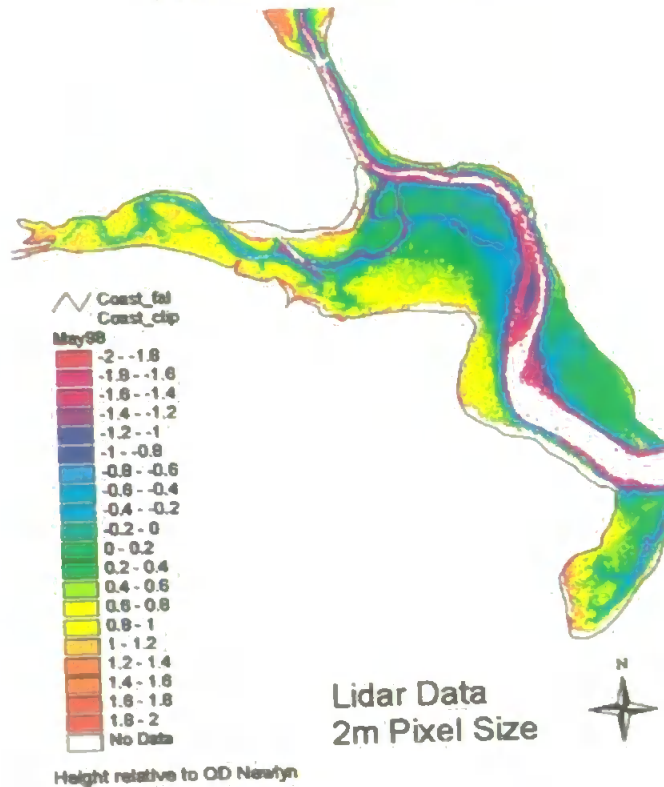 Coast_fal
Coast_clip
May98
-2 - -1.8
-1.8 - -1.6
-1.6 - -1.4
-1.4 - -1.2
-1.2 - -1
-1 - -0.8
-0.8 - -0.6
-0.6 - -0.4
-0.4 - -0.2
-0.2 - 0
0 - 0.2
0.2 - 0.4
0.4 - 0.6
0.6 - 0.8
0.8 - 1
1 - 1.2
1.2 - 1.4
1.4 - 1.6
1.6 - 1.8
1.8 - 2
No Data
Height relative to OD Newlyn
Lidar Data
2m Pixel Size
N